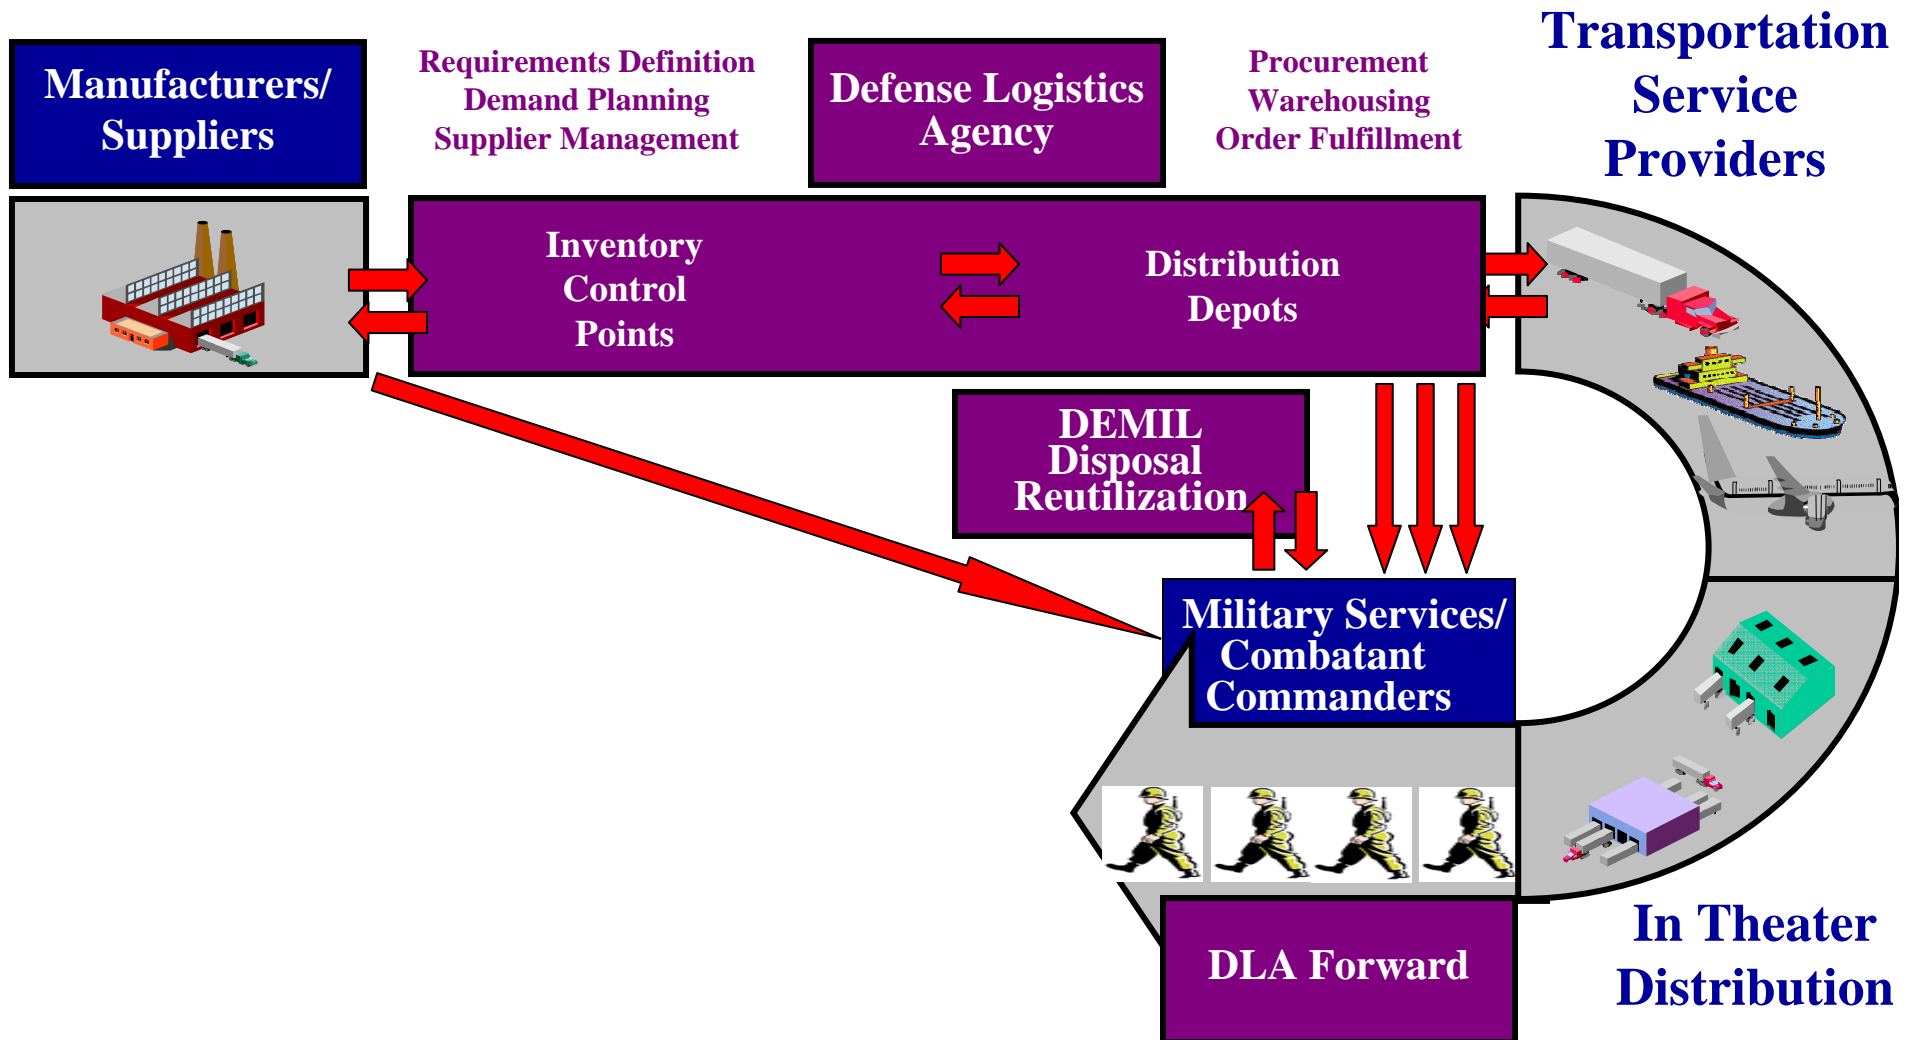 Manufacturers/
Suppliers
Requirements Definition
Demand Planning
Supplier Management
Defense Logistics
Agency
Procurement
Warehousing
Order Fulfillment
Transportation
Service
Providers
Inventory
Control
Points
Distribution
Depots
DEMIL
Disposal
Reutilization
Military Services/
Combatant
Commanders
DLA Forward
In Theater
Distribution